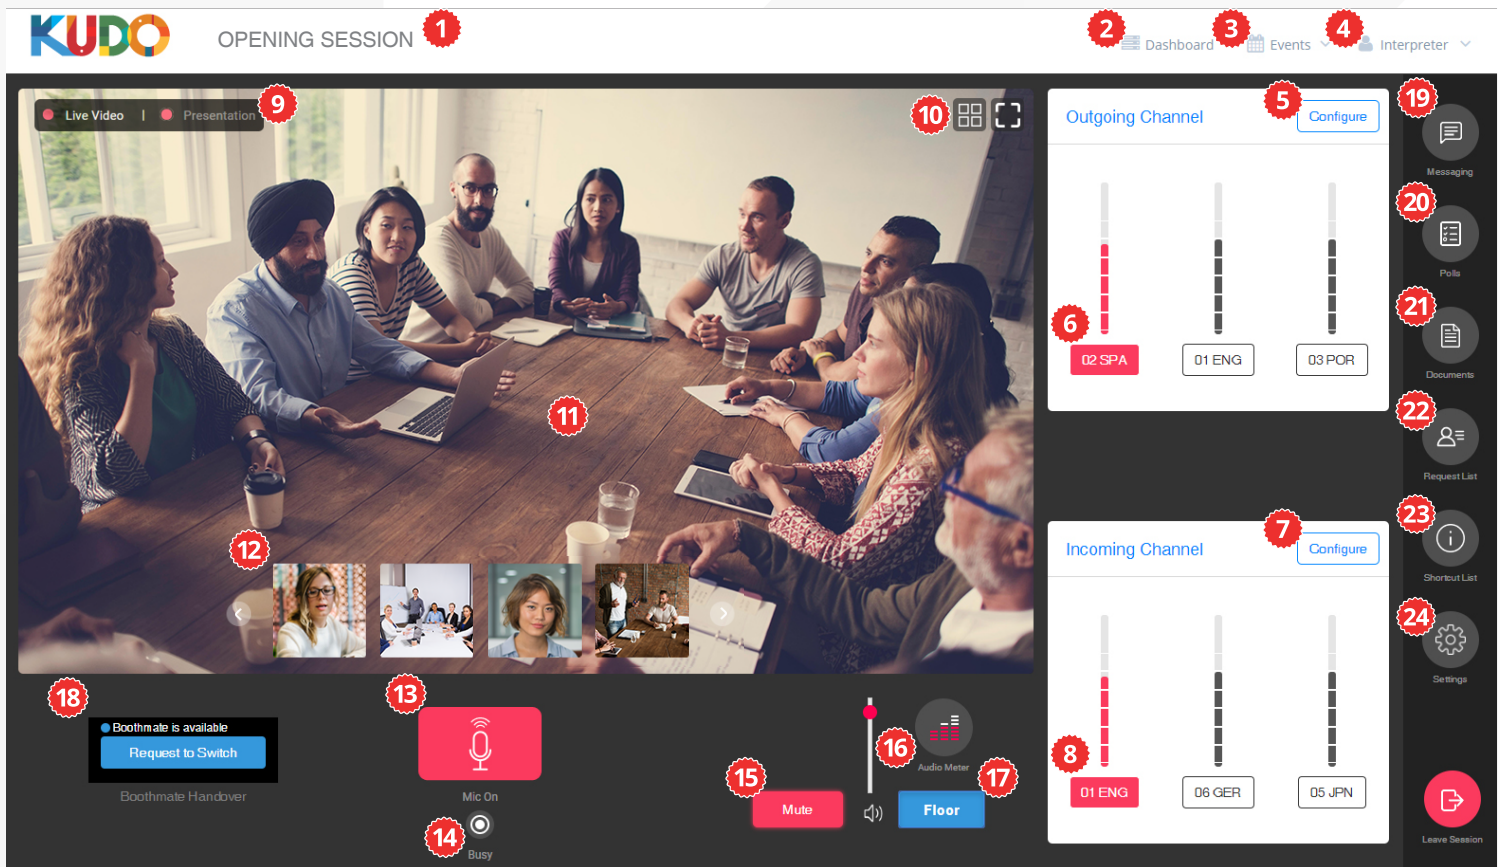 KUDO
OPENING SESSION
1
2
Dashboard
3
Events
4
Interpreter
Live Video | Presentation
9
10
Outgoing Channel
5
Configure
6
02 SPA
01 ENG
03 POR
11
12
Incoming Channel
7
Configure
8
01 ENG
06 GER
05 JPN
19
Messaging
20
Polls
21
Documents
22
Request List
23
Shortcut List
24
Settings
Leave Session
18
Boothmate is available
Request to Switch
Boothmate Handover
13
Mic On
14
Busy
15
Mute
16
Audio Meter
17
Floor